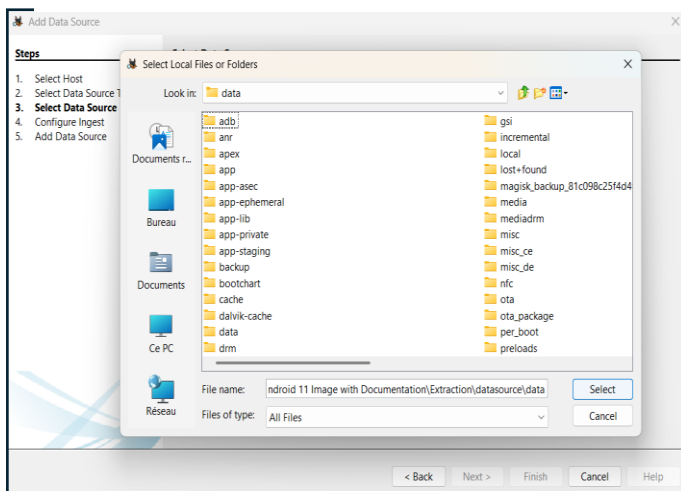 Add Data Source
Steps
1. Select Host
2. Select Data Source T
3. Select Data Source
4. Configure Ingest
5. Add Data Source
Select Local Files or Folders
Look in: data
Documents r...
Bureau
Documents
Ce PC
Réseau
adb
anr
apex
app
app-asec
app-ephemeral
app-lib
app-private
app-staging
backup
bootchart
cache
dalvik-cache
data
drm
gsi
incremental
local
lost+found
magisk_backup_81c098c25f4d4
media
mediadrm
misc
misc_ce
misc_de
nfc
ota
ota_package
per_boot
preloads
File name: ndroid 11 Image with Documentation\Extraction\datasource\data Select
Files of type: All Files Cancel
< Back Next > Finish Cancel Help